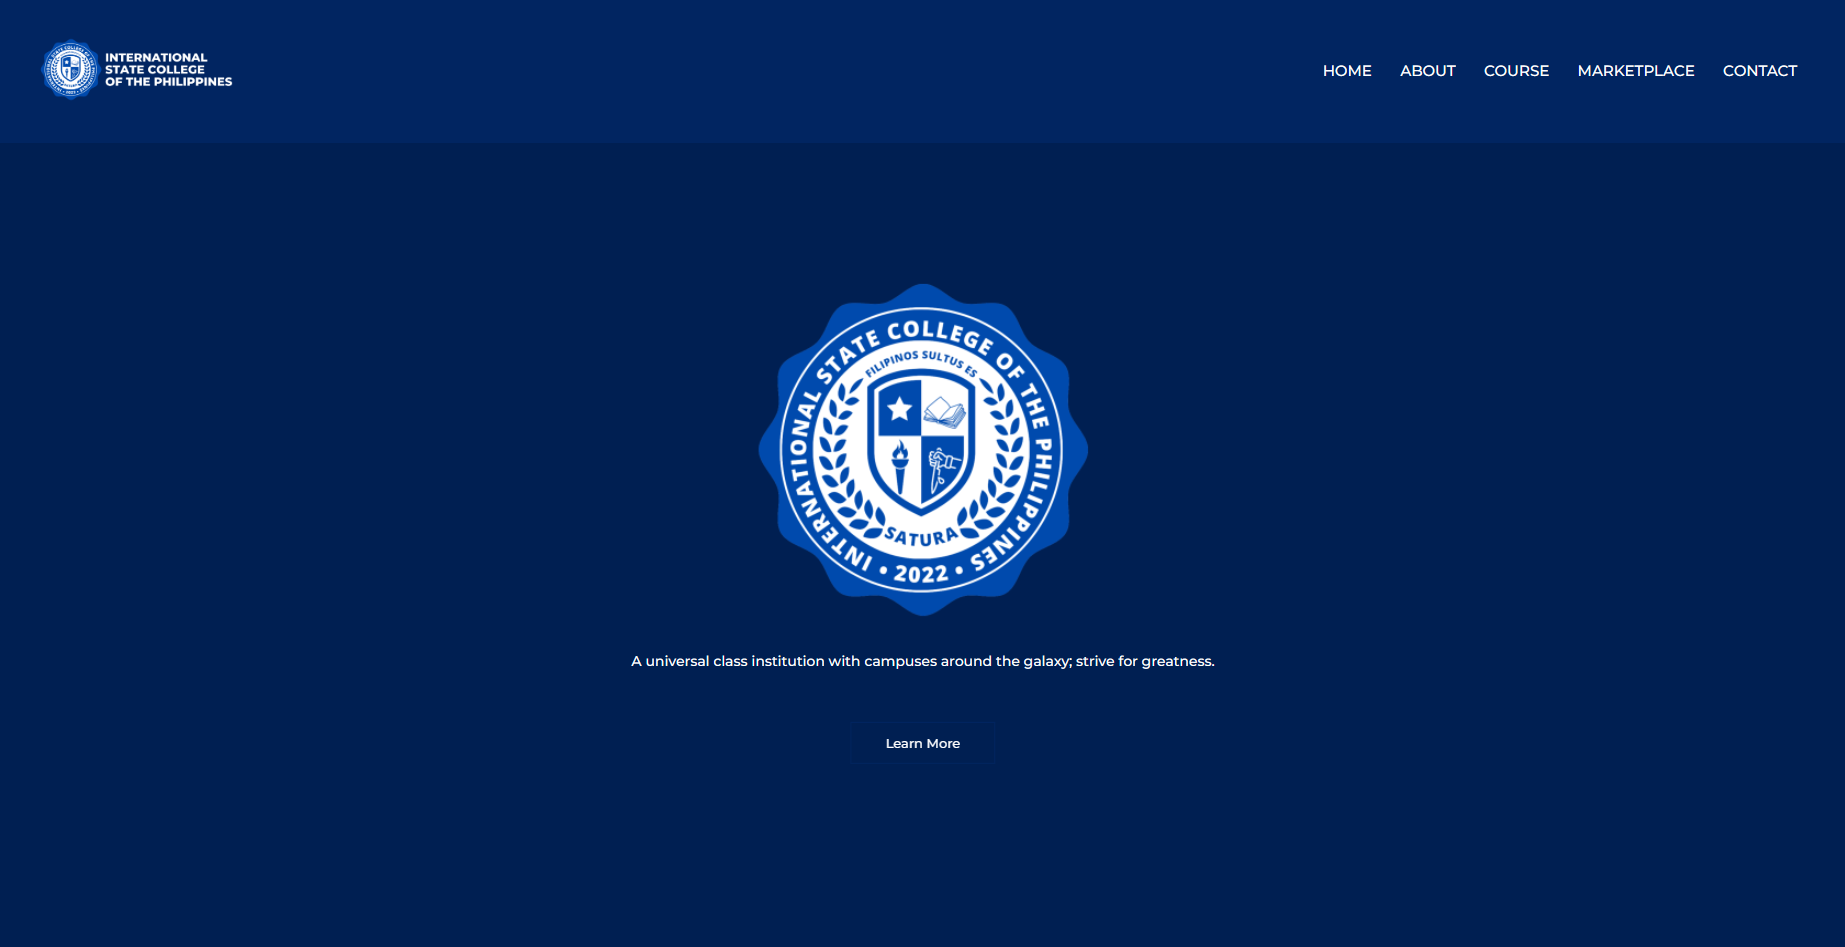 INTERNATIONAL
STATE COLLEGE
OF THE PHILIPPINES
HOME
ABOUT
COURSE
MARKETPLACE
CONTACT
INTERNATIONAL STATE COLLEGE OF THE PHILIPPINES
FILIPINOS SULTUS ES
SATURA
• 2022 •
A universal class institution with campuses around the galaxy; strive for greatness.
Learn More